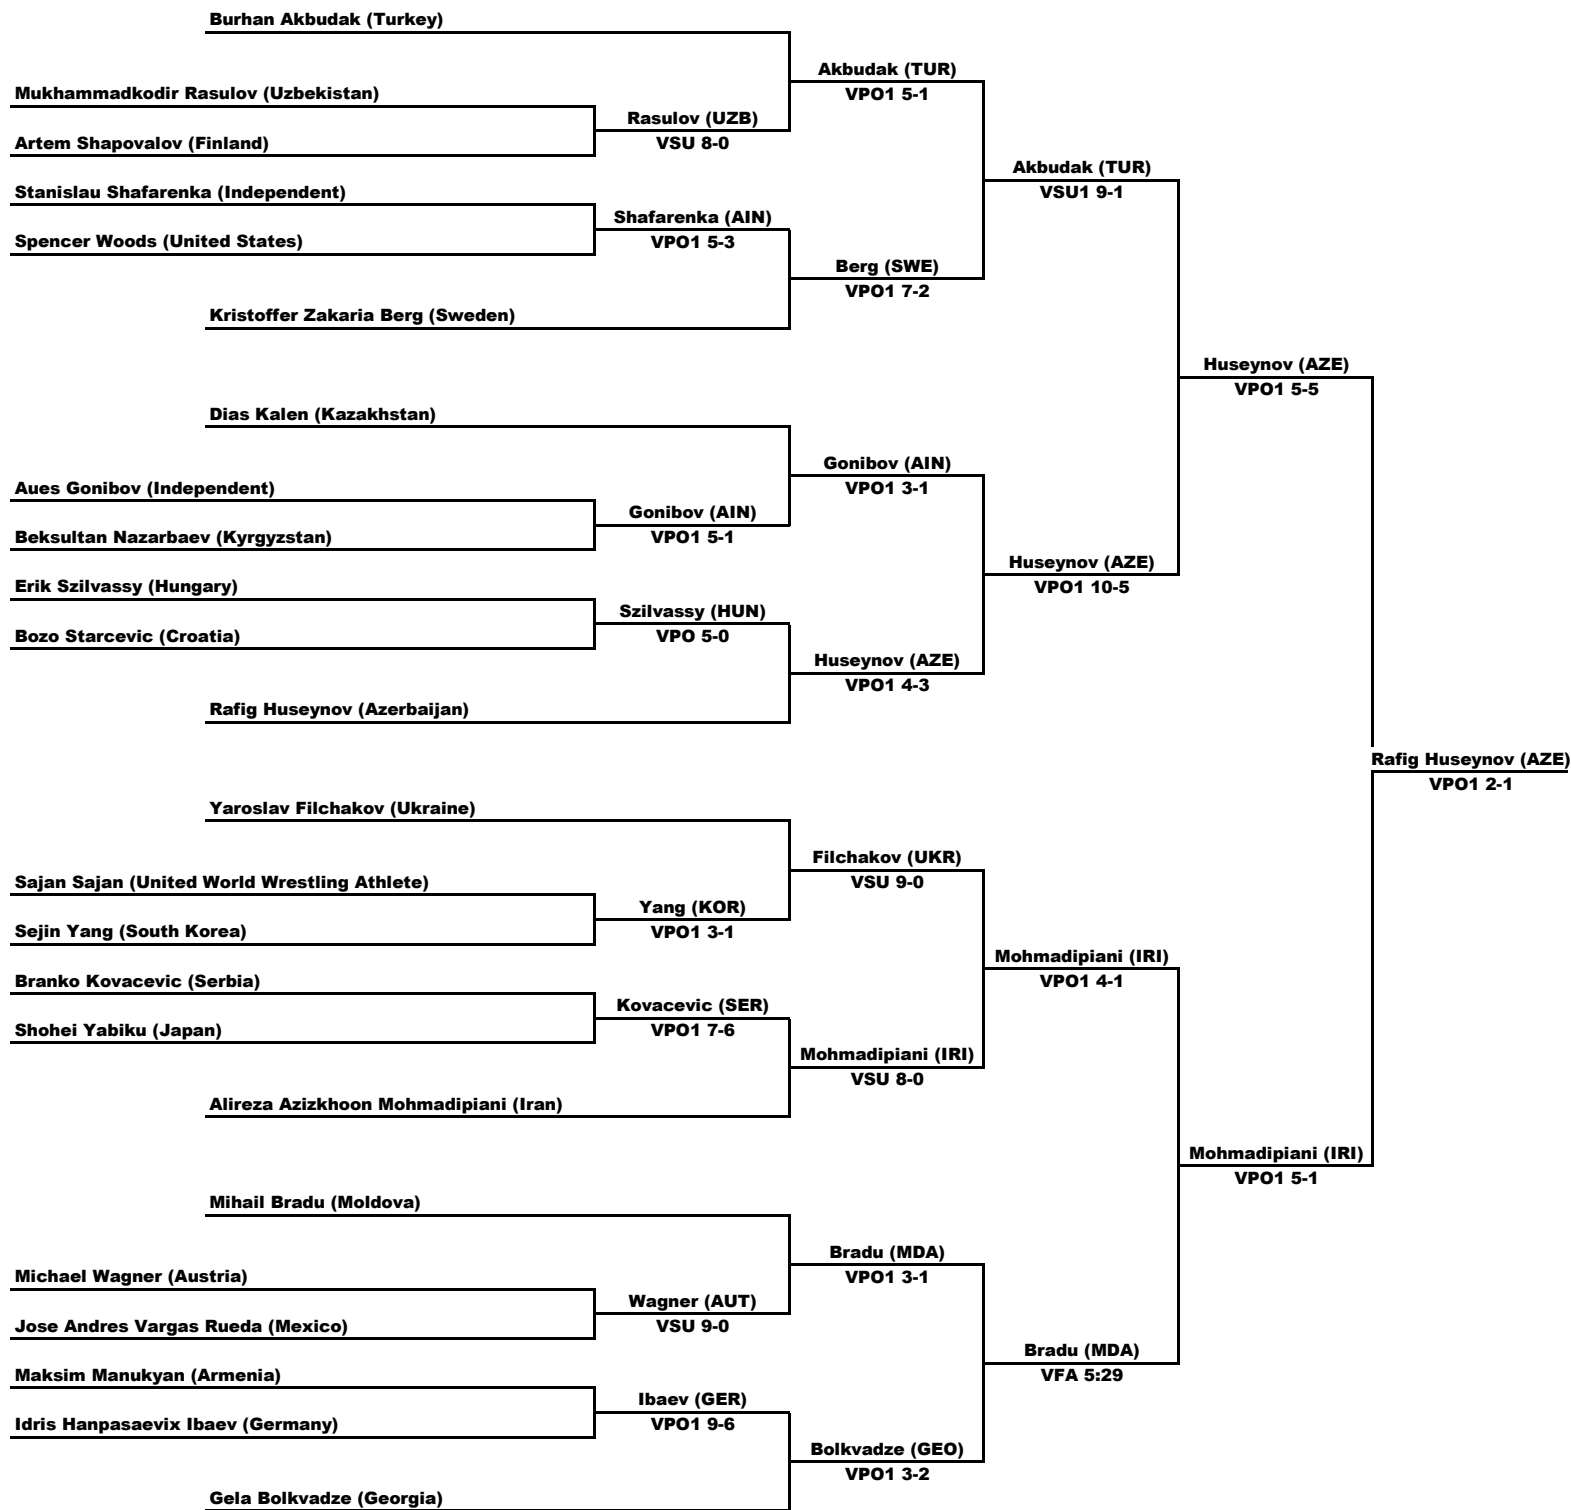 Burhan Akbudak (Turkey)
Akbudak (TUR)
VPO1 5-1
Mukhammadkodir Rasulov (Uzbekistan)
Rasulov (UZB)
VSU 8-0
Artem Shapovalov (Finland)
Akbudak (TUR)
VSU1 9-1
Stanislau Shafarenka (Independent)
Shafarenka (AIN)
VPO1 5-3
Spencer Woods (United States)
Berg (SWE)
VPO1 7-2
Kristoffer Zakaria Berg (Sweden)
Huseynov (AZE)
VPO1 5-5
Dias Kalen (Kazakhstan)
Gonibov (AIN)
VPO1 3-1
Aues Gonibov (Independent)
Gonibov (AIN)
VPO1 5-1
Beksultan Nazarbaev (Kyrgyzstan)
Huseynov (AZE)
VPO1 10-5
Erik Szilvassy (Hungary)
Szilvassy (HUN)
VPO 5-0
Bozo Starcevic (Croatia)
Huseynov (AZE)
VPO1 4-3
Rafig Huseynov (Azerbaijan)
Rafig Huseynov (AZE)
VPO1 2-1
Yaroslav Filchakov (Ukraine)
Filchakov (UKR)
VSU 9-0
Sajan Sajan (United World Wrestling Athlete)
Yang (KOR)
VPO1 3-1
Sejin Yang (South Korea)
Mohmadipiani (IRI)
VPO1 4-1
Branko Kovacevic (Serbia)
Kovacevic (SER)
VPO1 7-6
Shohei Yabiku (Japan)
Mohmadipiani (IRI)
VSU 8-0
Alireza Azizkhoon Mohmadipiani (Iran)
Mohmadipiani (IRI)
VPO1 5-1
Mihail Bradu (Moldova)
Bradu (MDA)
VPO1 3-1
Michael Wagner (Austria)
Wagner (AUT)
VSU 9-0
Jose Andres Vargas Rueda (Mexico)
Bradu (MDA)
VFA 5:29
Maksim Manukyan (Armenia)
Ibaev (GER)
VPO1 9-6
Idris Hanpasaevix Ibaev (Germany)
Bolkvadze (GEO)
VPO1 3-2
Gela Bolkvadze (Georgia)